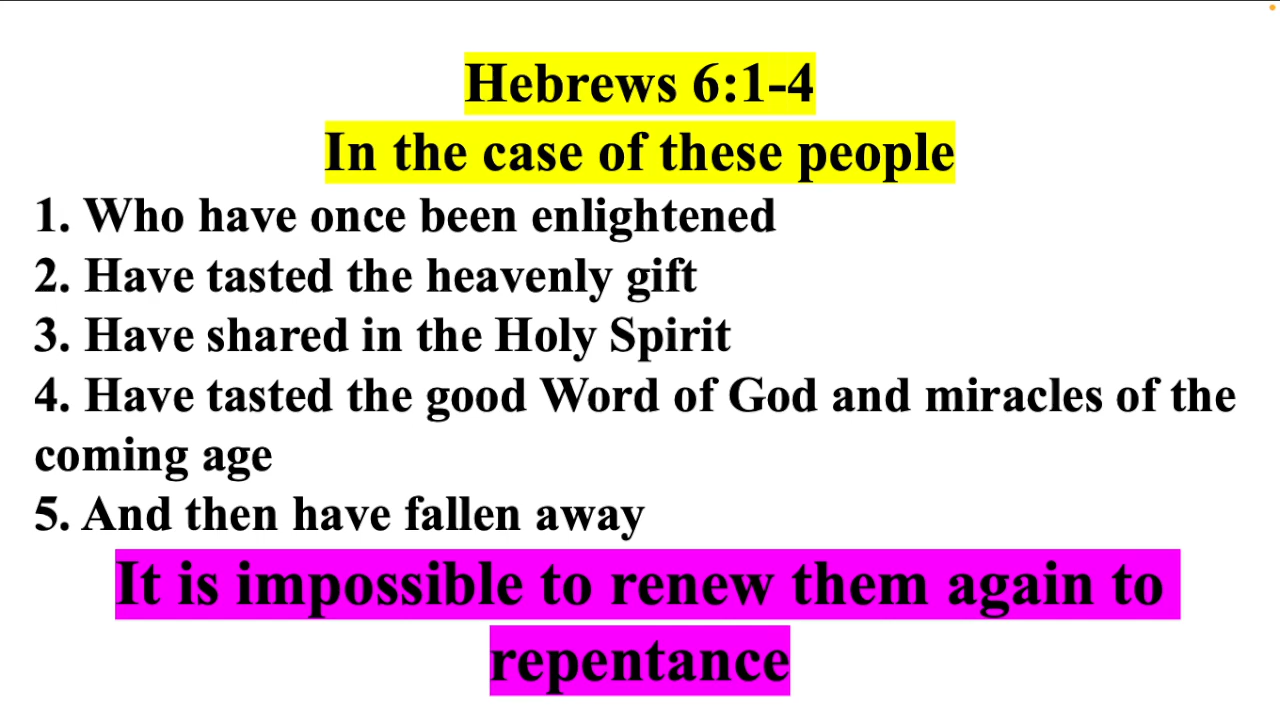 Hebrews 6:1-4
In the case of these people
1. Who have once been enlightened
2. Have tasted the heavenly gift
3. Have shared in the Holy Spirit
4. Have tasted the good Word of God and miracles of the
coming age
5. And then have fallen away
It is impossible to renew them again to
repentance